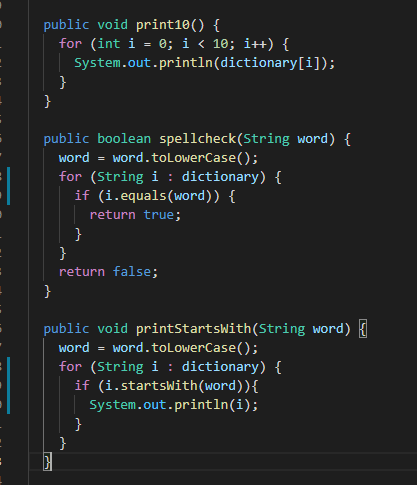 public void print10() {
for (int i = 0; i < 10; i++) {
System.out.println(dictionary[i]);
}
}
public boolean spellcheck(String word) {
word = word.toLowerCase();
for (String i : dictionary) {
if (i.equals(word)) {
return true;
}
}
return false;
}
public void printStartsWith(String word) {
word = word.toLowerCase();
for (String i : dictionary) {
if (i.startsWith(word)){
System.out.println(i);
}
}
}